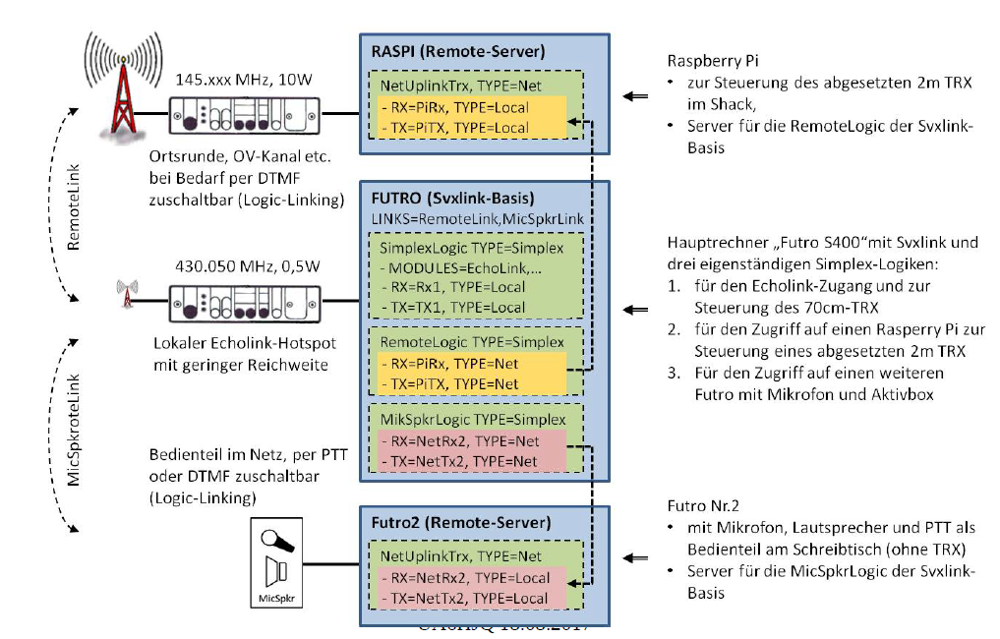 RASPI (Remote-Server)
NetUplinkTrx, TYPE=Net
- RX=PiRx, TYPE=Local
- TX=PiTX, TYPE=Local
145.xxx MHz, 10W
Ortsrunde, OV-Kanal etc.
bei Bedarf per DTMF
zuschaltbar (Logic-Linking)
Raspberry Pi
• zur Steuerung des abgesetzten 2m TRX
im Shack,
• Server für die RemoteLogic der Svxlink-
Basis
RemoteLink
FUTRO (Svxlink-Basis)
LINKS=RemoteLink,MicSpkrLink
SimplexLogic TYPE=Simplex
- MODULES=EchoLink,...
- RX=Rx1, TYPE=Local
- TX=TX1, TYPE=Local
430.050 MHz, 0,5W
Lokaler Echolink-Hotspot
mit geringer Reichweite
RemoteLogic TYPE=Simplex
- RX=PiRx, TYPE=Net
- TX=PiTX, TYPE=Net
MikSpkrLogic TYPE=Simplex
- RX=NetRx2, TYPE=Net
- TX=NetTx2, TYPE=Net
Hauptrechner „Futro S400“mit Svxlink und
drei eigenständigen Simplex-Logiken:
1. für den Echolink-Zugang und zur
Steuerung des 70cm-TRX
2. für den Zugriff auf einen Rasperry Pi zur
Steuerung eines abgesetzten 2m TRX
3. Für den Zugriff auf einen weiteren
Futro mit Mikrofon und Aktivbox
MicSpkroteLink
Bedienteil im Netz, per PTT
oder DTMF zuschaltbar
(Logic-Linking)
MicSpkr
Futro2 (Remote-Server)
NetUplinkTrx, TYPE=Net
- RX=NetRx2, TYPE=Local
- TX=NetTx2, TYPE=Local
Futro Nr.2
• mit Mikrofon, Lautsprecher und PTT als
Bedienteil am Schreibtisch (ohne TRX)
• Server für die MicSpkrLogic der Svxlink-
Basis